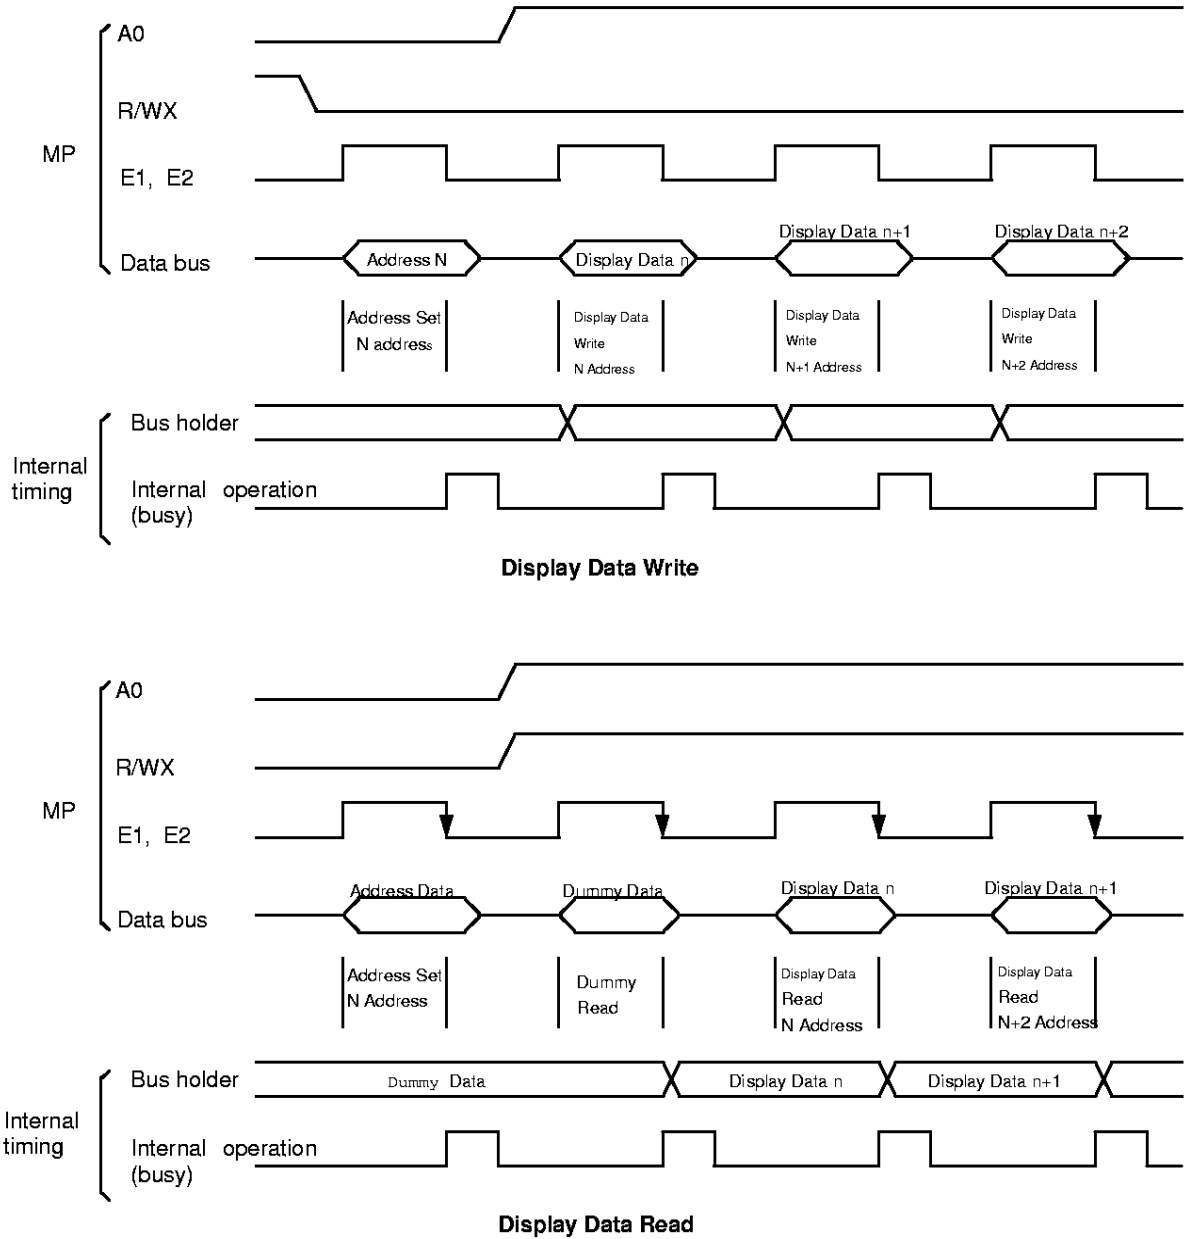 A0
R/WX
MP
E1, E2
Display Data n+1
Display Data n+2
Data bus
Address N
Display Data n
Address Set
N address
Display Data
Write
N Address
Display Data
Write
N+1 Address
Display Data
Write
N+2 Address
Bus holder
Internal
timing
Internal operation
(busy)
Display Data Write
A0
R/WX
MP
E1, E2
Address Data
Dummy Data
Display Data n
Display Data n+1
Data bus
Address Set
N Address
Dummy
Read
Display Data
Read
N Address
Display Data
Read
N+2 Address
Bus holder
Dummy Data
Display Data n
Display Data n+1
Internal
timing
Internal operation
(busy)
Display Data Read